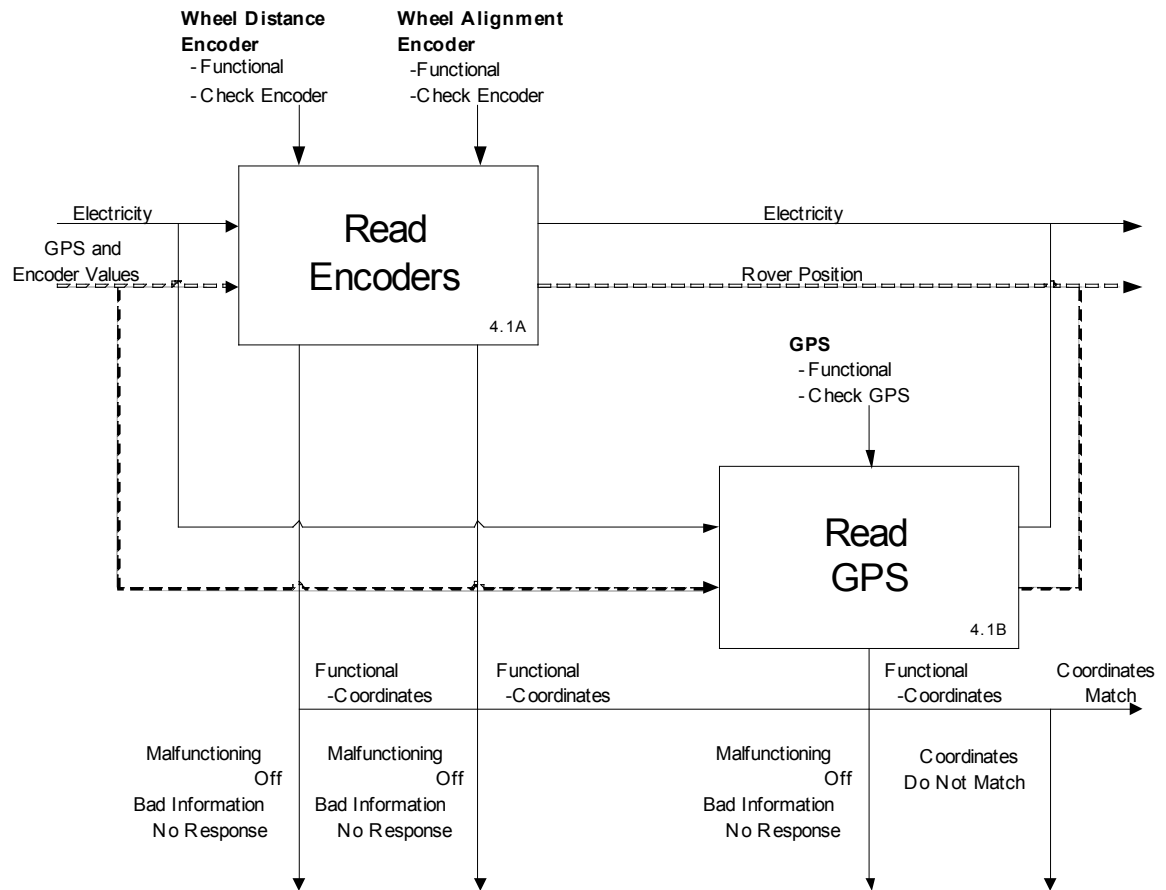 Wheel Distance
Encoder
- Functional
- Check Encoder
Wheel Alignment
Encoder
-Functional
-Check Encoder
Electricity
GPS and
Encoder Values
Read
Encoders
4.1A
Electricity
Rover Position
GPS
- Functional
- Check GPS
Read
GPS
4.1B
Functional
-Coordinates
Functional
-Coordinates
Functional
-Coordinates
Coordinates
Match
Malfunctioning
Off
Bad Information
No Response
Malfunctioning
Off
Bad Information
No Response
Malfunctioning
Off
Bad Information
No Response
Coordinates
Do Not Match